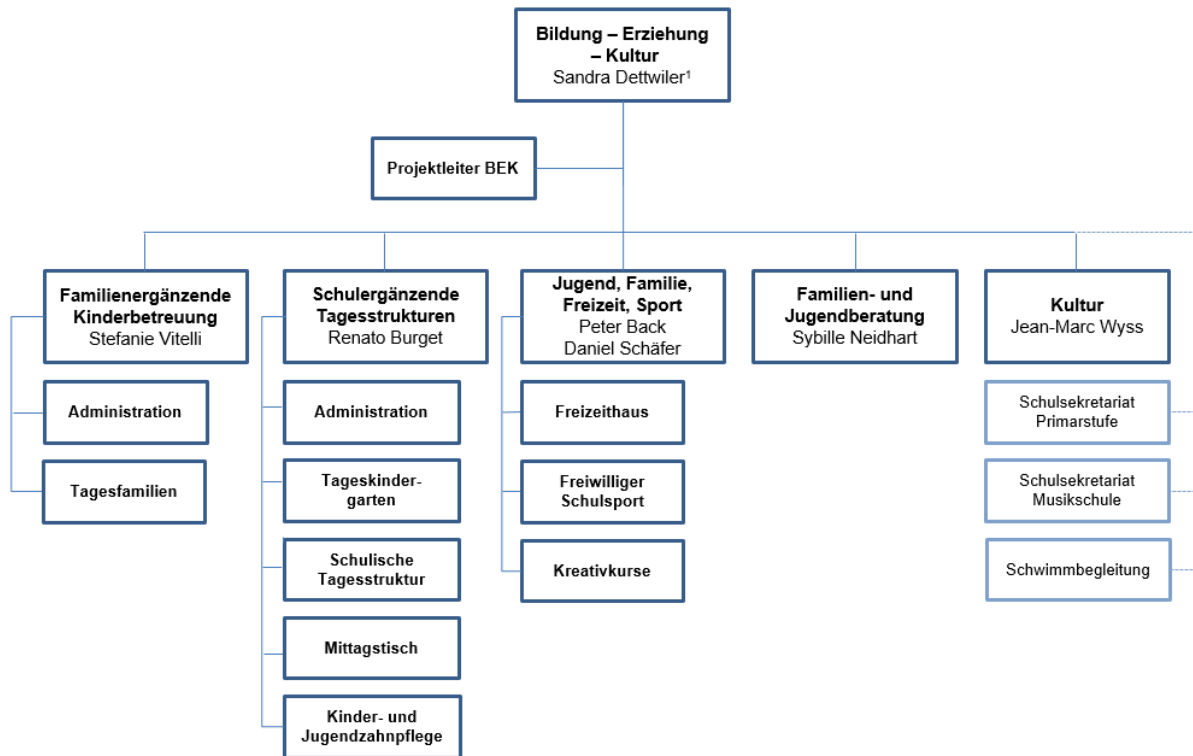 Bildung – Erziehung
– Kultur
Sandra Dettwiler¹
Projektleiter BEK
Familienergänzende
Kinderbetreuung
Stefanie Vitelli
Administration
Tagesfamilien
Schulergänzende
Tagesstrukturen
Renato Burget
Administration
Tageskinder-
garten
Schulische
Tagesstruktur
Mittagstisch
Kinder- und
Jugendzahnpflege
Jugend, Familie,
Freizeit, Sport
Peter Back
Daniel Schäfer
Freizeithaus
Freiwilliger
Schulsport
Kreativkurse
Familien- und
Jugendberatung
Sybille Neidhart
Kultur
Jean-Marc Wyss
Schulsekretariat
Primarstufe
Schulsekretariat
Musikschule
Schwimmbegleitung